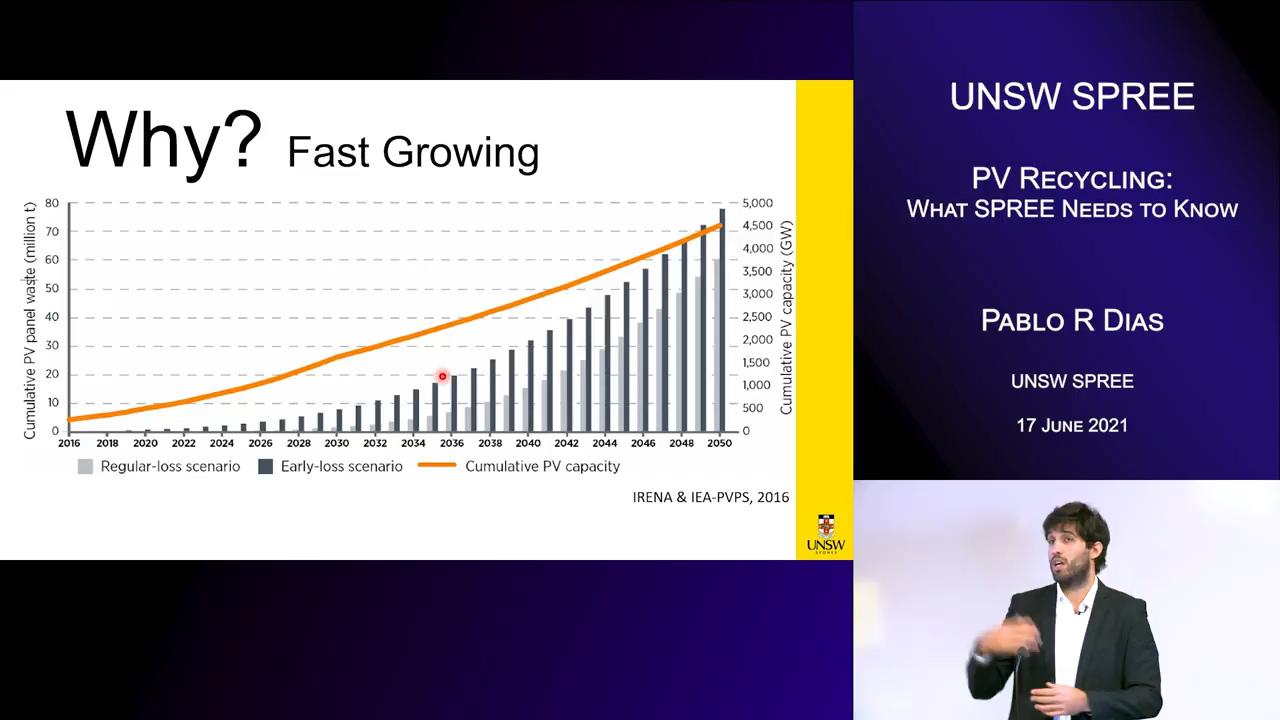 Why? Fast Growing
Cumulative PV panel waste (million t)
80
70
60
50
40
30
20
10
0
5,000
4,500
4,000
3,500
3,000
2,500
2,000
1,500
1,000
500
0
Cumulative PV capacity (GW)
2016 2018 2020 2022 2024 2026 2028 2030 2032 2034 2036 2038 2040 2042 2044 2046 2048 2050
Regular-loss scenario Early-loss scenario Cumulative PV capacity
IRENA & IEA-PVPS, 2016
UNSW
SYDNEY
UNSW SPREE
PV RECYCLING:
WHAT SPREE NEEDS TO KNOW
PABLO R DIAS
UNSW SPREE
17 JUNE 2021